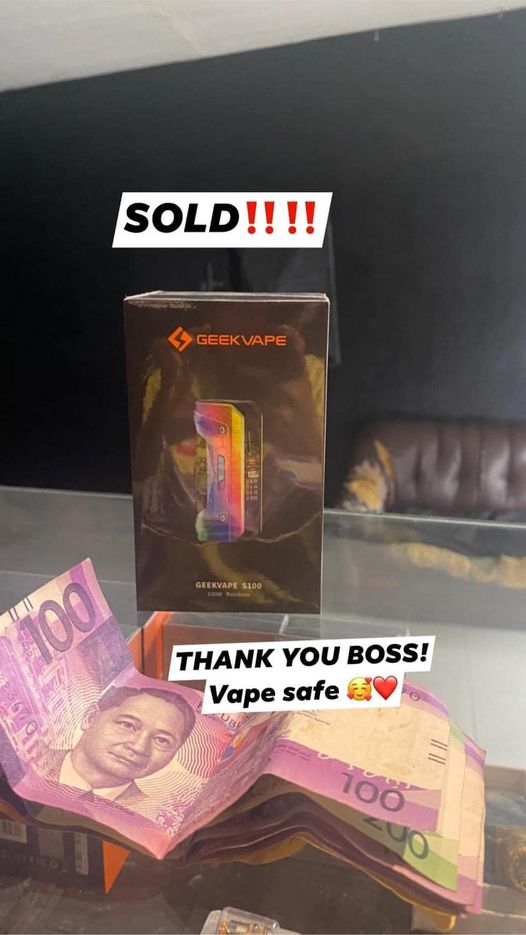 SOLD‼️‼️
GEEKVAPE
GEEKVAPE S100
100W Rainbow
THANK YOU BOSS!
Vape safe 🥰❤️
100
100
200